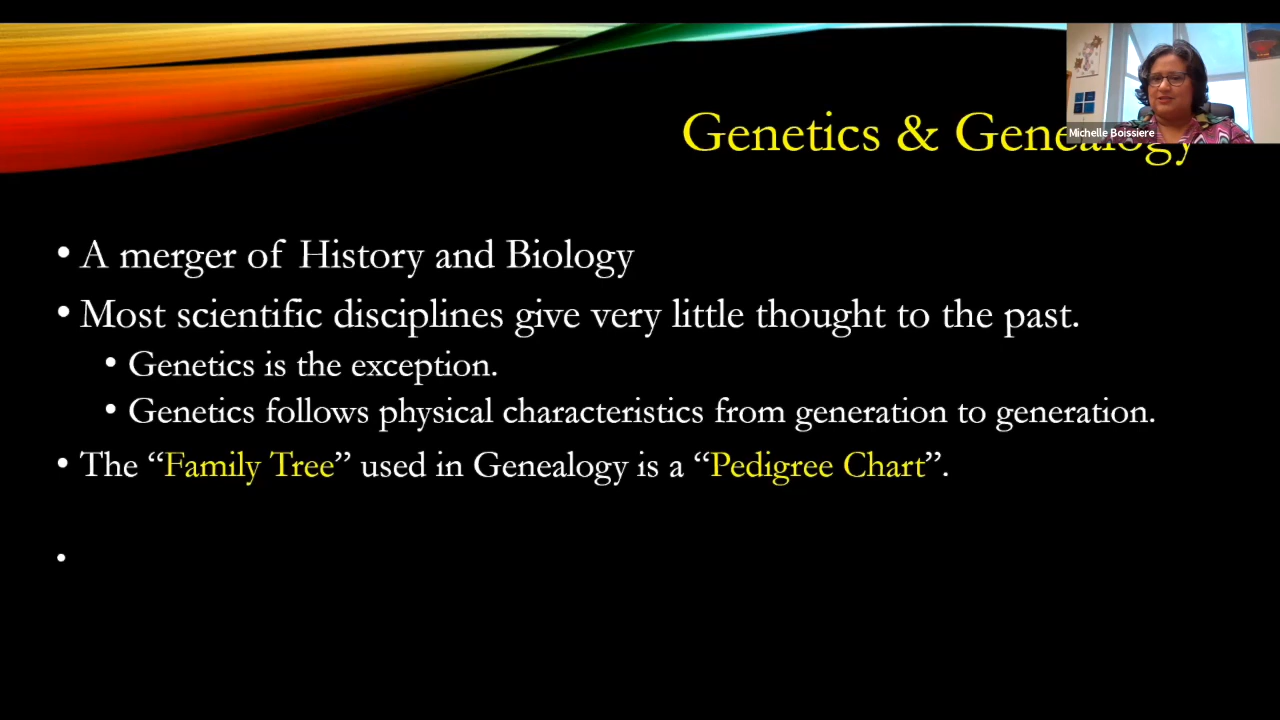 Genetics & Genealogy
Michelle Boissiere
• A merger of History and Biology
• Most scientific disciplines give very little thought to the past.
• Genetics is the exception.
• Genetics follows physical characteristics from generation to generation.
• The “Family Tree” used in Genealogy is a “Pedigree Chart”.
•